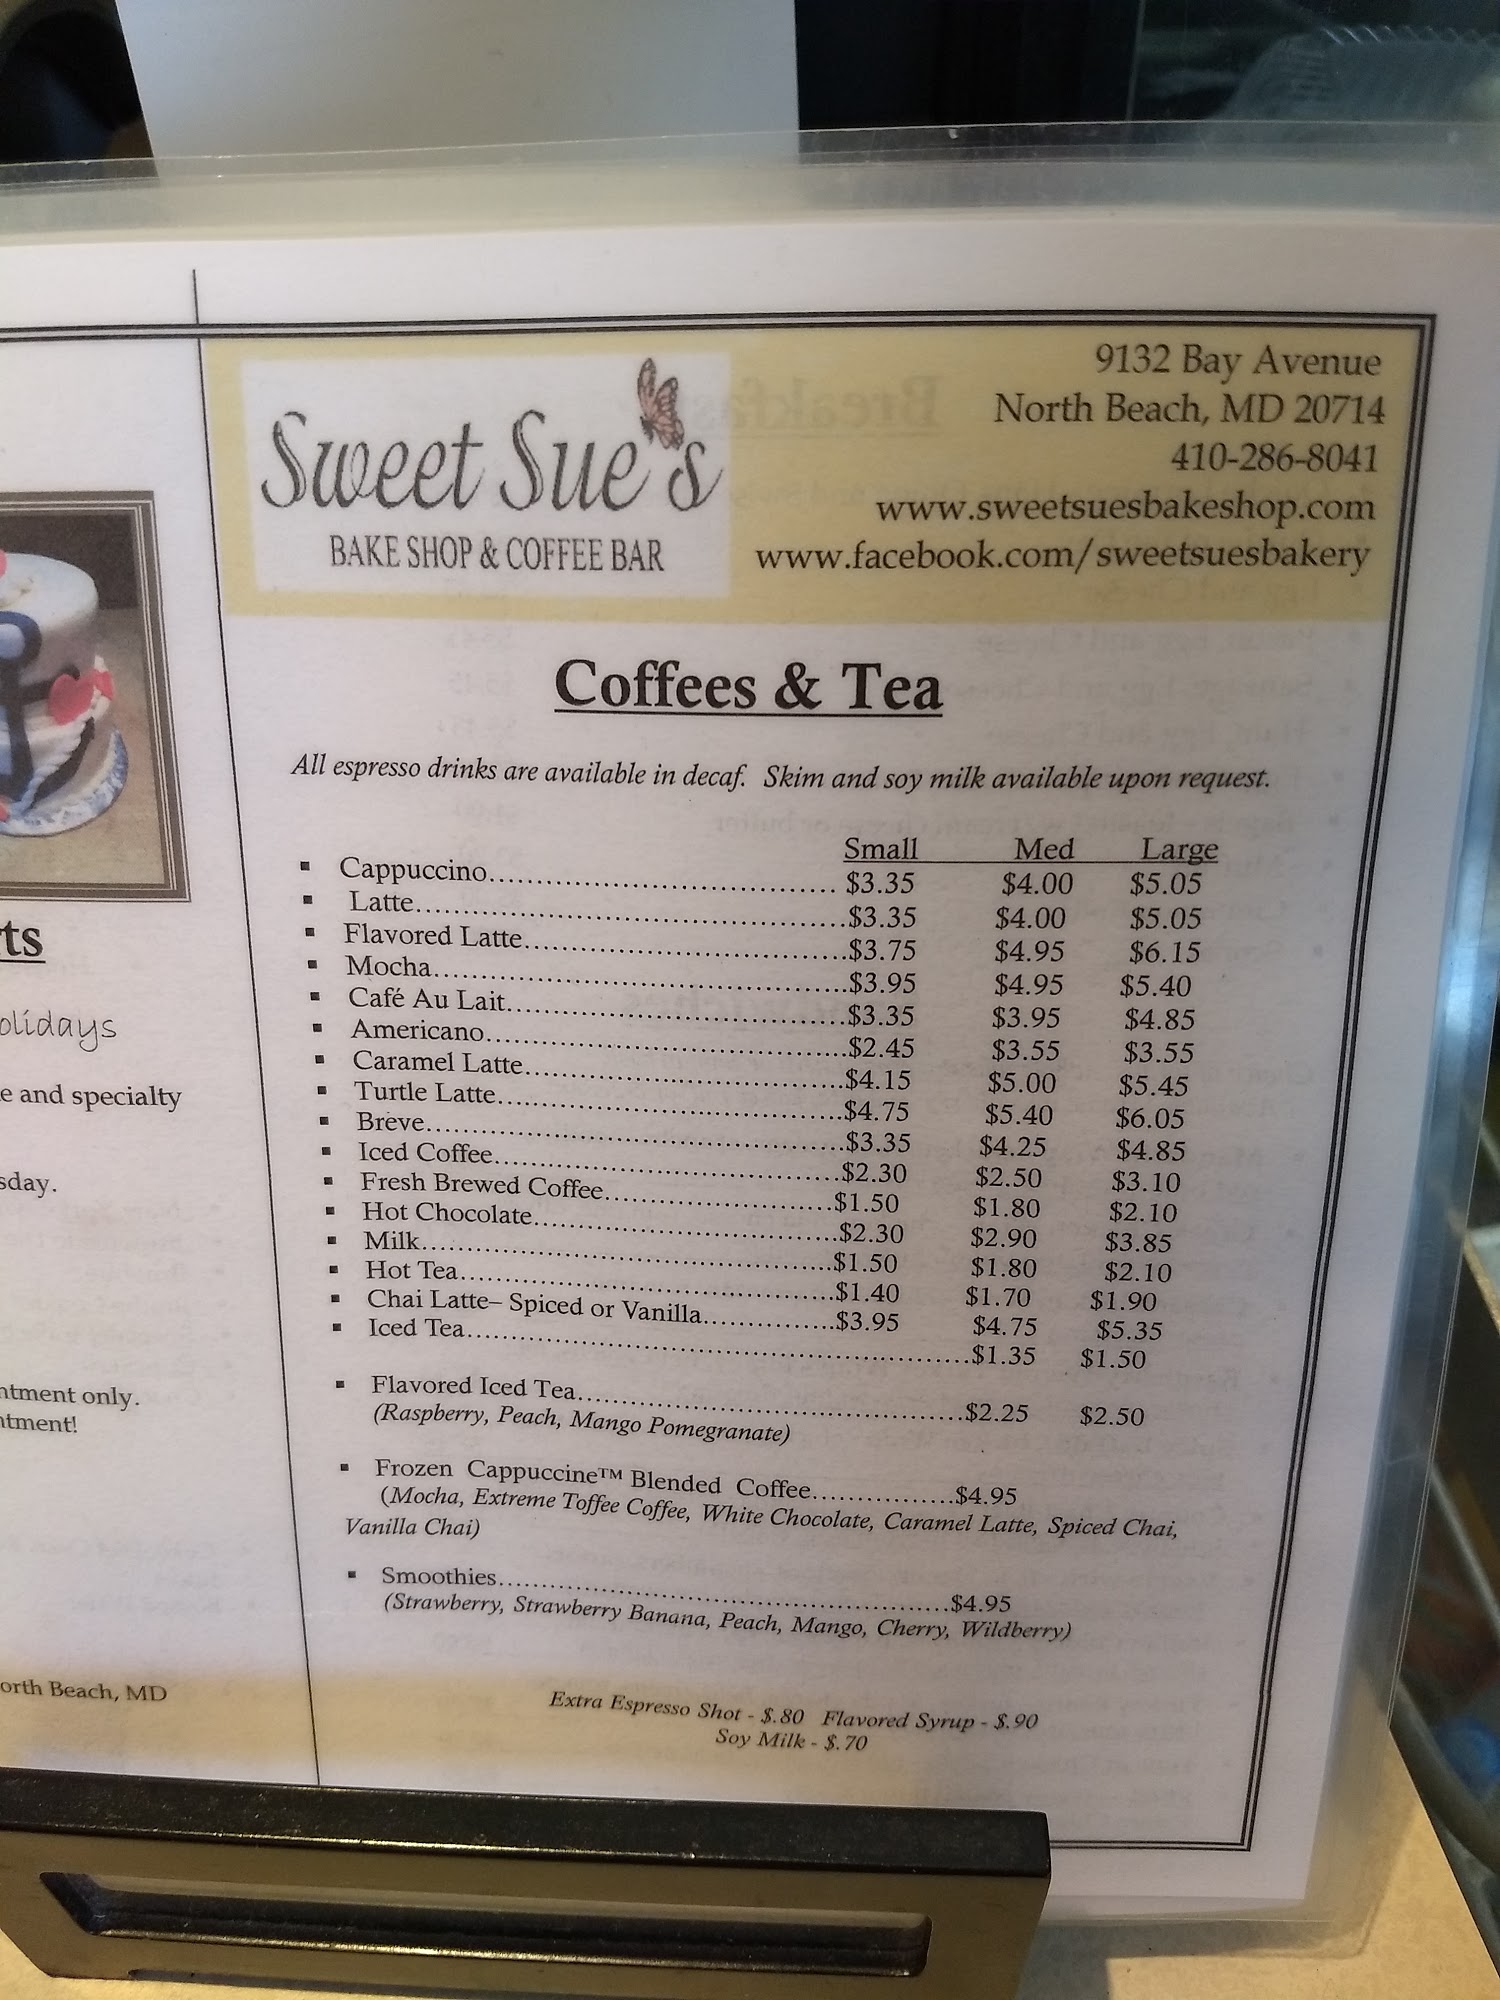 Sweet Sue's
BAKE SHOP & COFFEE BAR
9132 Bay Avenue
North Beach, MD 20714
410-286-8041
www.sweetsuesbakeshop.com
www.facebook.com/sweetsuesbakery
Coffees & Tea
All espresso drinks are available in decaf. Skim and soy milk available upon request.
Small Med Large
▪ Cappuccino........ $3.35 $4.00 $5.05
▪ Latte........$3.35 $4.00 $5.05
▪ Flavored Latte........$3.75 $4.95 $6.15
▪ Mocha........$3.95 $4.95 $5.40
▪ Café Au Lait........$3.35 $3.95 $4.85
▪ Americano........$2.45 $3.55 $3.55
▪ Caramel Latte........$4.15 $5.00 $5.45
▪ Turtle Latte........$4.75 $5.40 $6.05
▪ Breve........$3.35 $4.25 $4.85
▪ Iced Coffee........$2.30 $2.50 $3.10
▪ Fresh Brewed Coffee........$1.50 $1.80 $2.10
▪ Hot Chocolate........$2.30 $2.90 $3.85
▪ Milk........$1.50 $1.80 $2.10
▪ Hot Tea........$1.40 $1.70 $1.90
▪ Chai Latte– Spiced or Vanilla........$3.95 $4.75 $5.35
▪ Iced Tea........$1.35 $1.50
▪ Flavored Iced Tea........$2.25 $2.50
(Raspberry, Peach, Mango Pomegranate)
▪ Frozen Cappuccine™ Blended Coffee........$4.95
(Mocha, Extreme Toffee Coffee, White Chocolate, Caramel Latte, Spiced Chai,
Vanilla Chai)
▪ Smoothies........$4.95
(Strawberry, Strawberry Banana, Peach, Mango, Cherry, Wildberry)
Extra Espresso Shot - $.80 Flavored Syrup - $.90
Soy Milk - $.70
rts
olidays
e and specialty
sday.
ntment only.
ntment!
orth Beach, MD